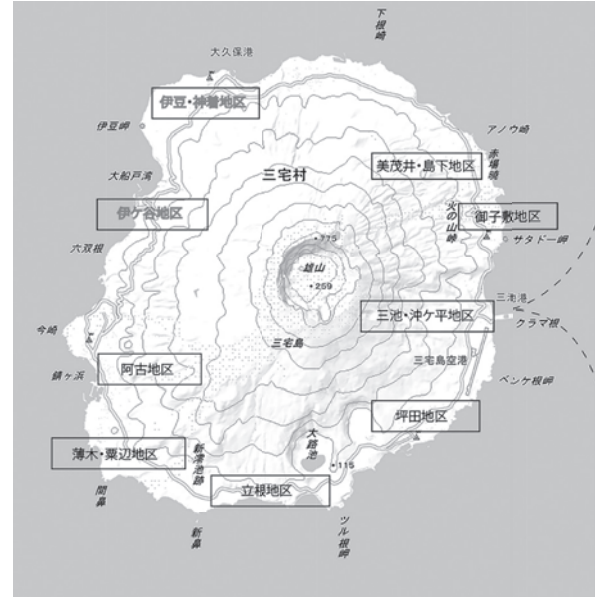 下根崎
大久保港
伊豆・神着地区
伊豆岬
アノウ崎
赤場暁
美茂井・島下地区
三宅村
大船戸湾
伊ケ谷地区
火の山峠
御子敷地区
サタドー岬
六双根
775
雄山
259
三池港
三池・沖ケ平地区
クラマ根
今崎
三宅島
三宅島空港
阿古地区
錆ヶ浜
ベンケ根岬
坪田地区
薄木・粟辺地区
新澪池跡
大路池
115
間鼻
立根地区
新鼻
ツル根岬